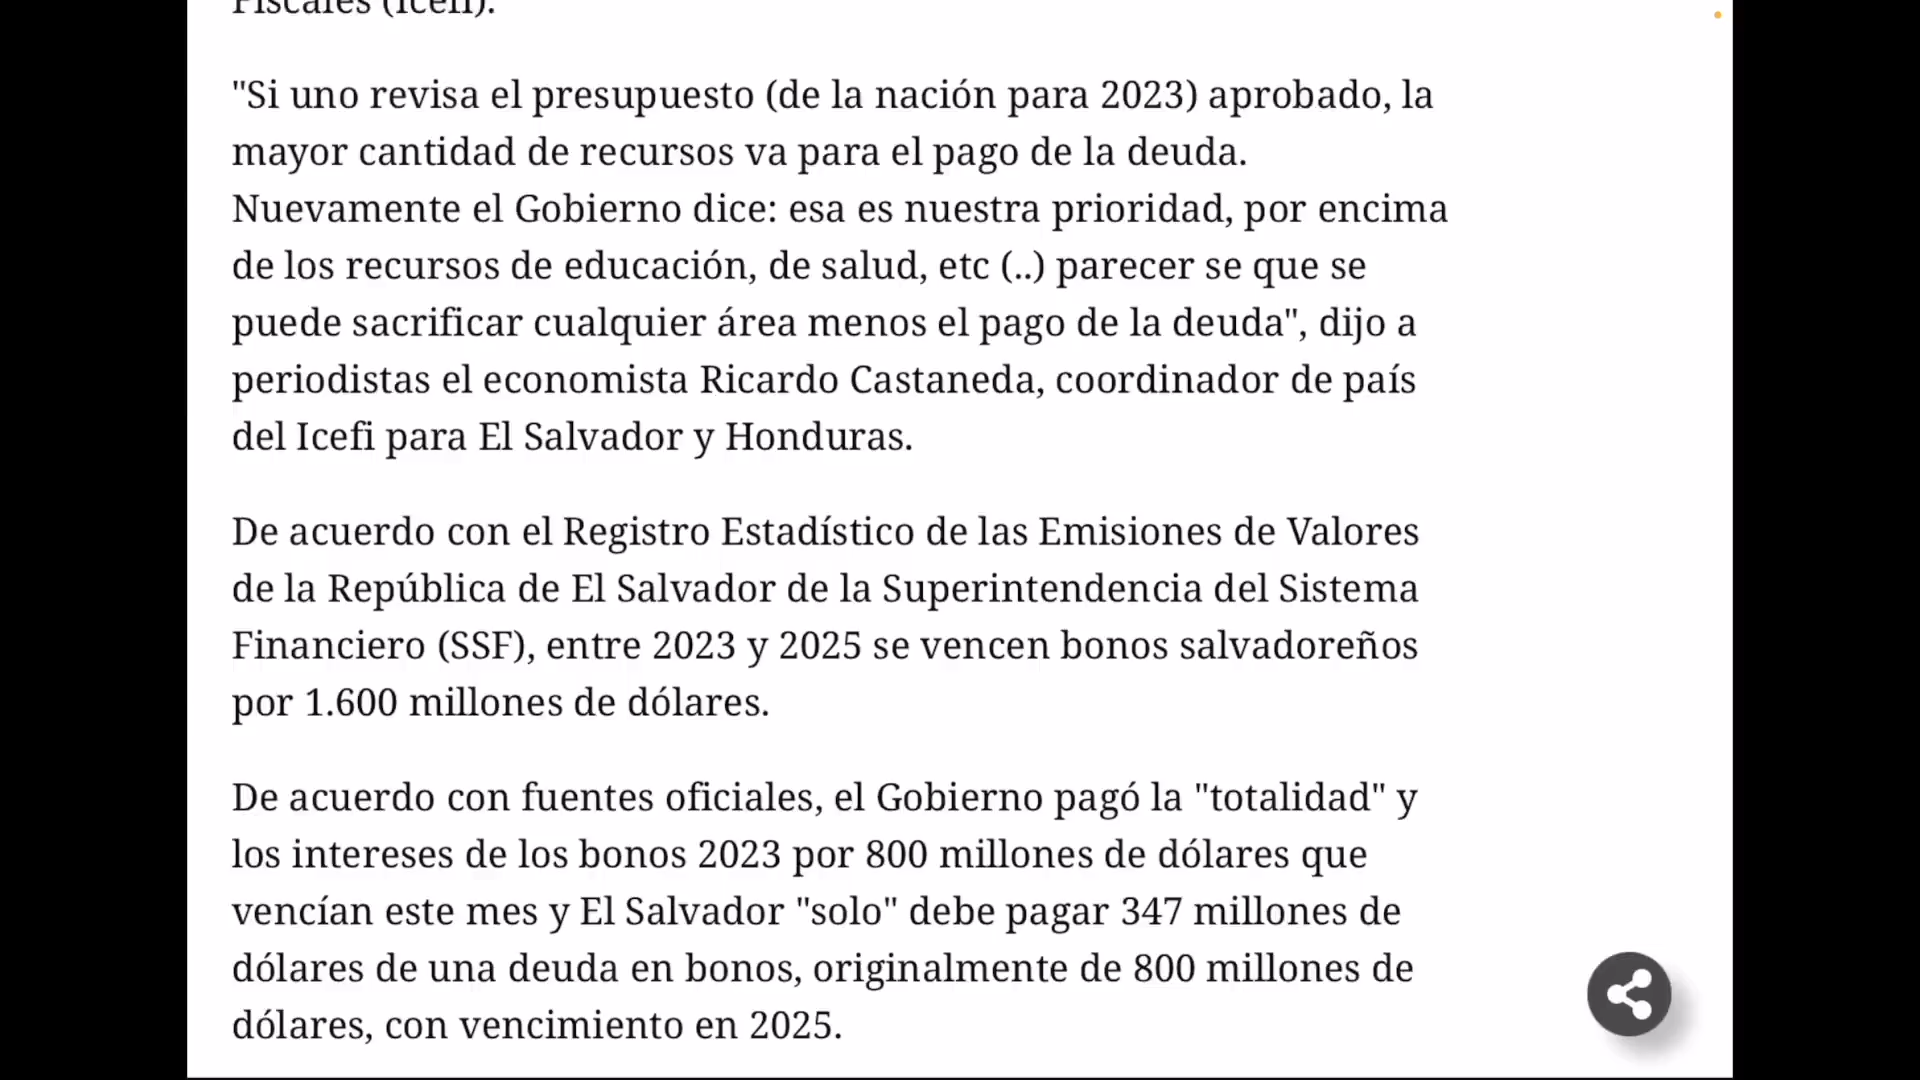 Fiscales (Icefi).
"Si uno revisa el presupuesto (de la nación para 2023) aprobado, la
mayor cantidad de recursos va para el pago de la deuda.
Nuevamente el Gobierno dice: esa es nuestra prioridad, por encima
de los recursos de educación, de salud, etc (..) parecer se que se
puede sacrificar cualquier área menos el pago de la deuda", dijo a
periodistas el economista Ricardo Castaneda, coordinador de país
del Icefi para El Salvador y Honduras.
De acuerdo con el Registro Estadístico de las Emisiones de Valores
de la República de El Salvador de la Superintendencia del Sistema
Financiero (SSF), entre 2023 y 2025 se vencen bonos salvadoreños
por 1.600 millones de dólares.
De acuerdo con fuentes oficiales, el Gobierno pagó la "totalidad" y
los intereses de los bonos 2023 por 800 millones de dólares que
vencían este mes y El Salvador "solo" debe pagar 347 millones de
dólares de una deuda en bonos, originalmente de 800 millones de
dólares, con vencimiento en 2025.